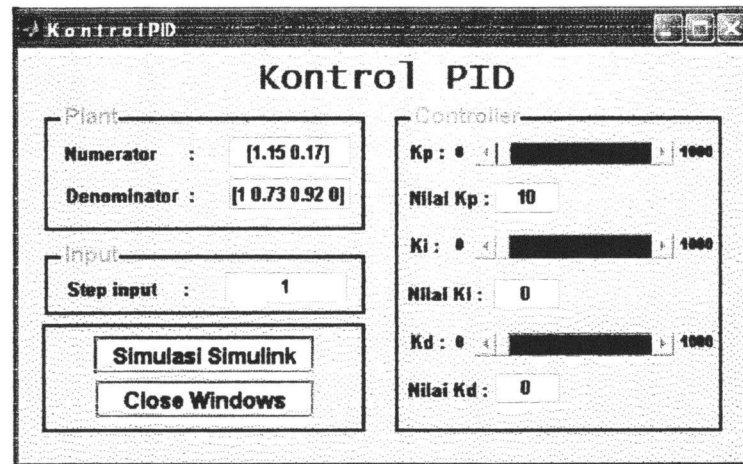 KontrolPID
Kontrol PID
Plant
Numerator : [1.15 0.17]
Denominator : [1 0.73 0.92 0]
Input
Step input : 1
Simulasi Simulink
Close Windows
Controller
Kp : 0 1000
Nilai Kp : 10
Ki : 0 1000
Nilai Ki : 0
Kd : 0 1000
Nilai Kd : 0